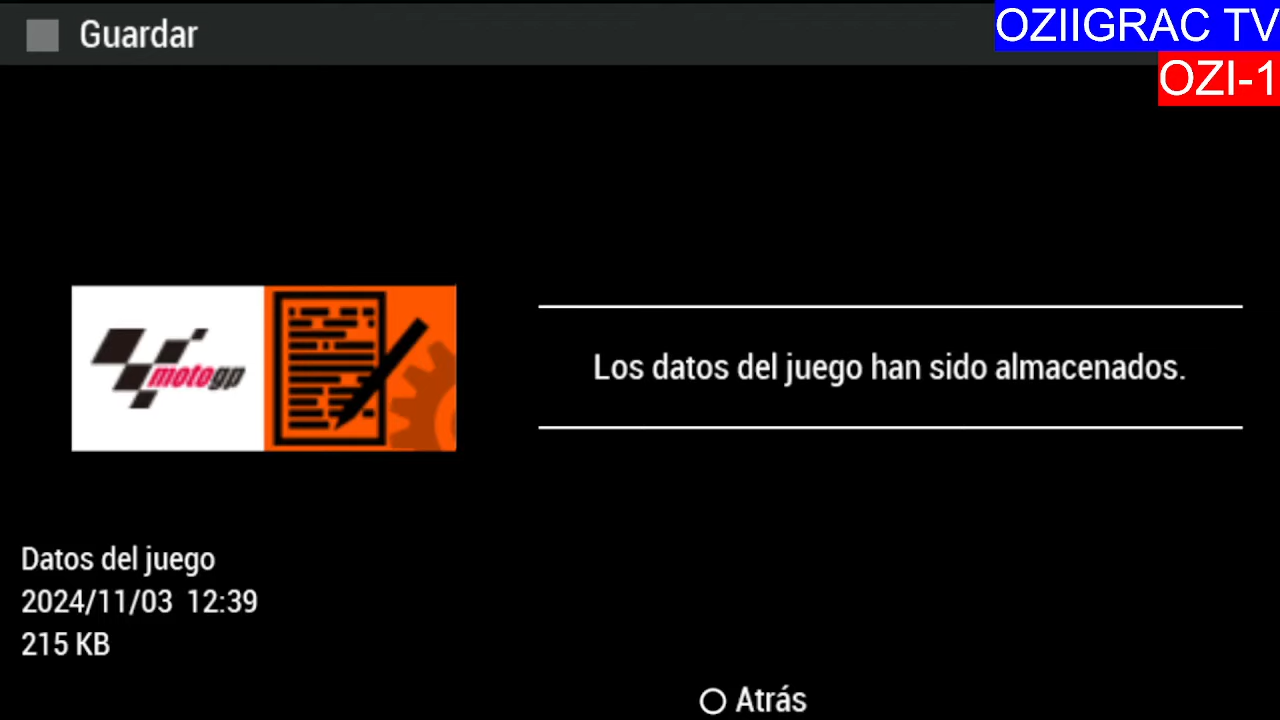 Guardar
OZIIGRAC TV
OZI-1
motogp
Los datos del juego han sido almacenados.
Datos del juego
2024/11/03 12:39
215 KB
Atrás